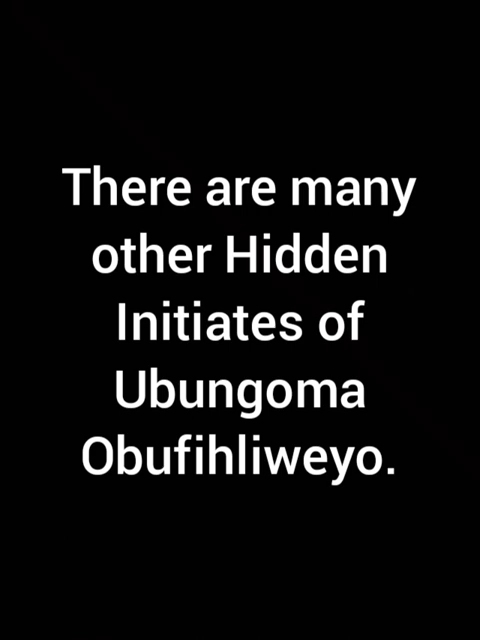 There are many
other Hidden
Initiates of
Ubungoma
Obufihliweyo.